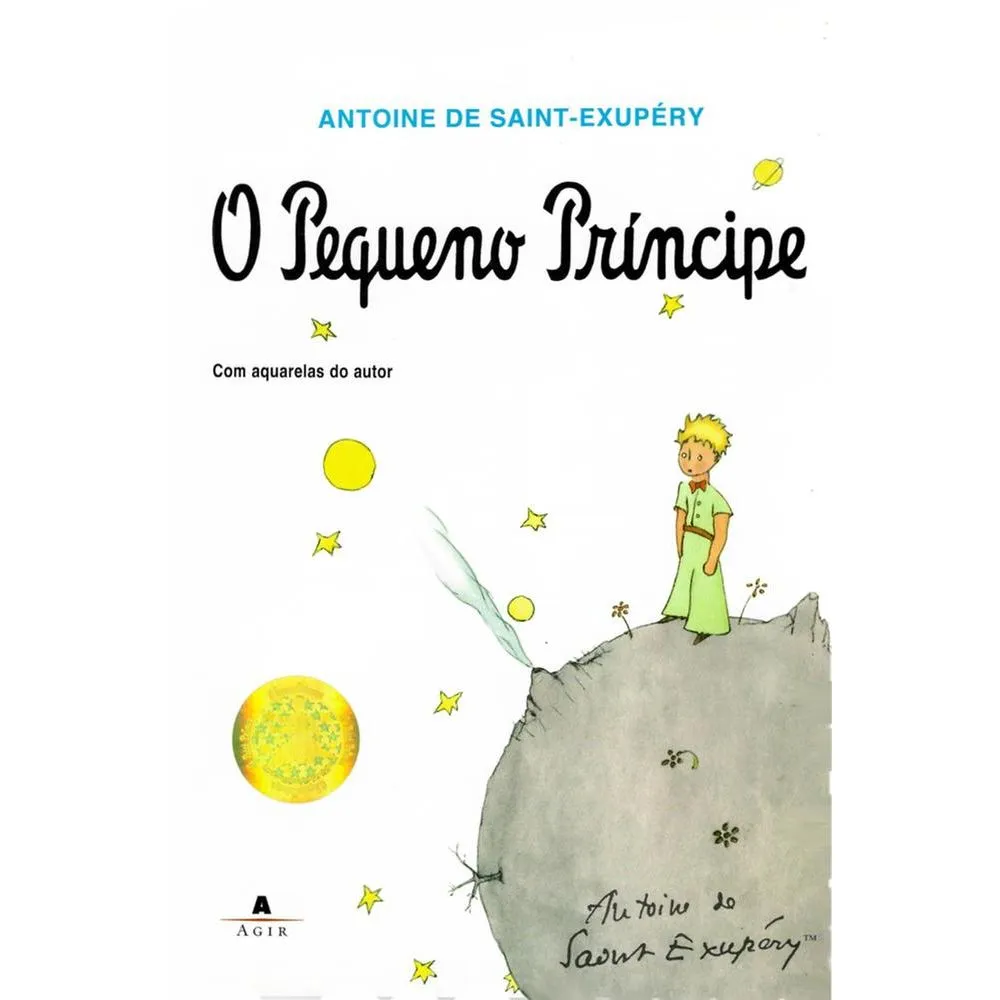 ANTOINE DE SAINT-EXUPÉRY
O Pequeno Príncipe
Com aquarelas do autor
A
AGIR
Antoine de
Saint Exupéry™